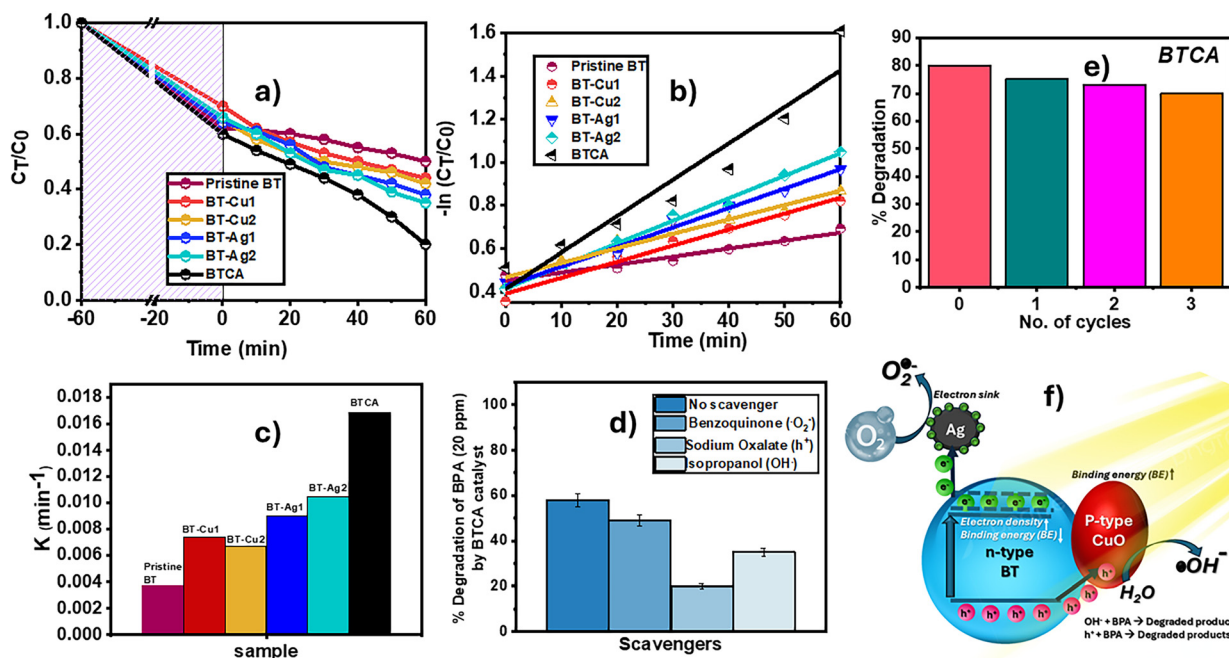 a)
CT/C0
1.0
0.8
0.6
0.4
0.2
0.0
-60
-20
0
20
40
60
Time (min)
Pristine BT
BT-Cu1
BT-Cu2
BT-Ag1
BT-Ag2
BTCA
b)
-ln (CT/C0)
1.6
1.4
1.2
1.0
0.8
0.6
0.4
0
10
20
30
40
50
60
Time (min)
Pristine BT
BT-Cu1
BT-Cu2
BT-Ag1
BT-Ag2
BTCA
e)
BTCA
% Degradation
90
80
70
60
50
40
30
20
10
0
0
1
2
3
No. of cycles
c)
K (min⁻¹)
0.018
0.016
0.014
0.012
0.010
0.008
0.006
0.004
0.002
0.000
Pristine
BT
BT-Cu1
BT-Cu2
BT-Ag1
BT-Ag2
BTCA
sample
d)
% Degradation of BPA (20 ppm)
by BTCA catalyst
100
80
60
40
20
0
No scavenger
Benzoquinone (·O₂⁻)
Sodium Oxalate (h⁺)
Isopropanol (OH·)
Scavengers
f)
O₂●-
Electron sink
O₂
Ag
e⁻
e⁻
e⁻ e⁻ e⁻ e⁻
Electron density↑
Binding energy (BE)↓
n-type
BT
Binding energy (BE)↑
P-type
CuO
h⁺
h⁺ h⁺ h⁺ h⁺ h⁺ h⁺
●OH⁻
H₂O
OH⁻ + BPA → Degraded product
h⁺ + BPA → Degraded products